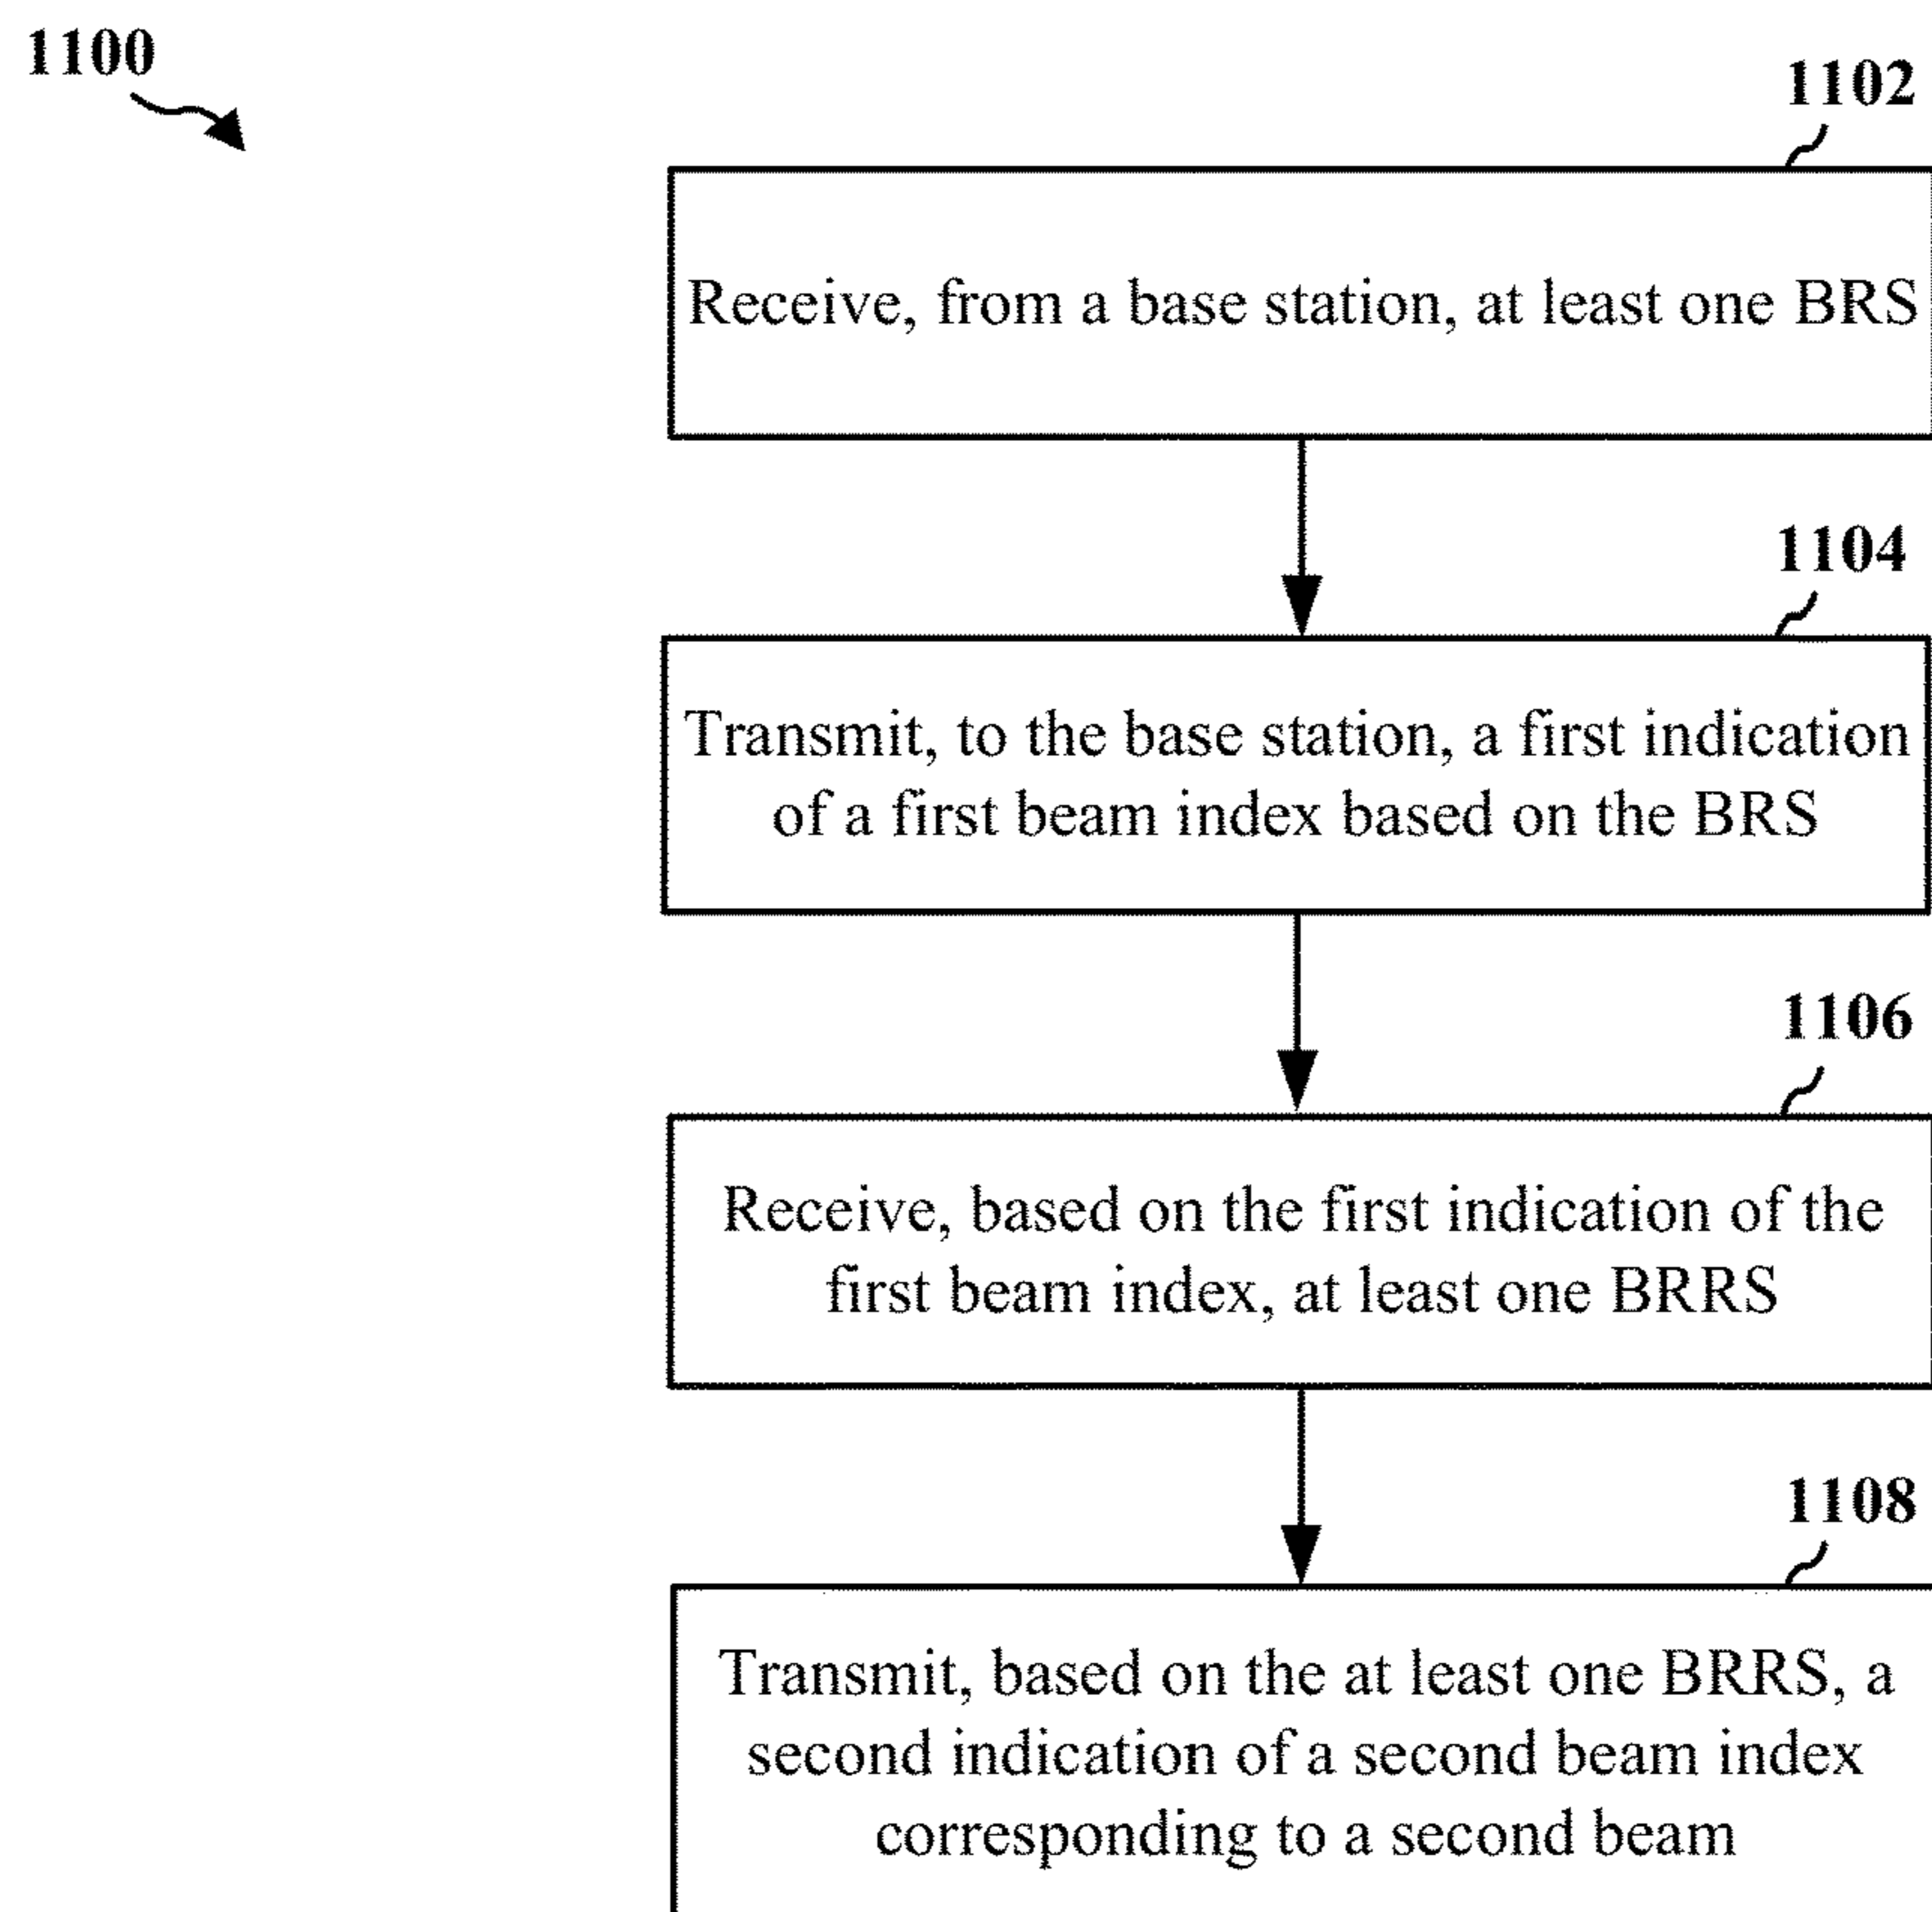 1100
1102
Receive, from a base station, at least one BRS
1104
Transmit, to the base station, a first indication
of a first beam index based on the BRS
1106
Receive, based on the first indication of the
first beam index, at least one BRRS
1108
Transmit, based on the at least one BRRS, a
second indication of a second beam index
corresponding to a second beam